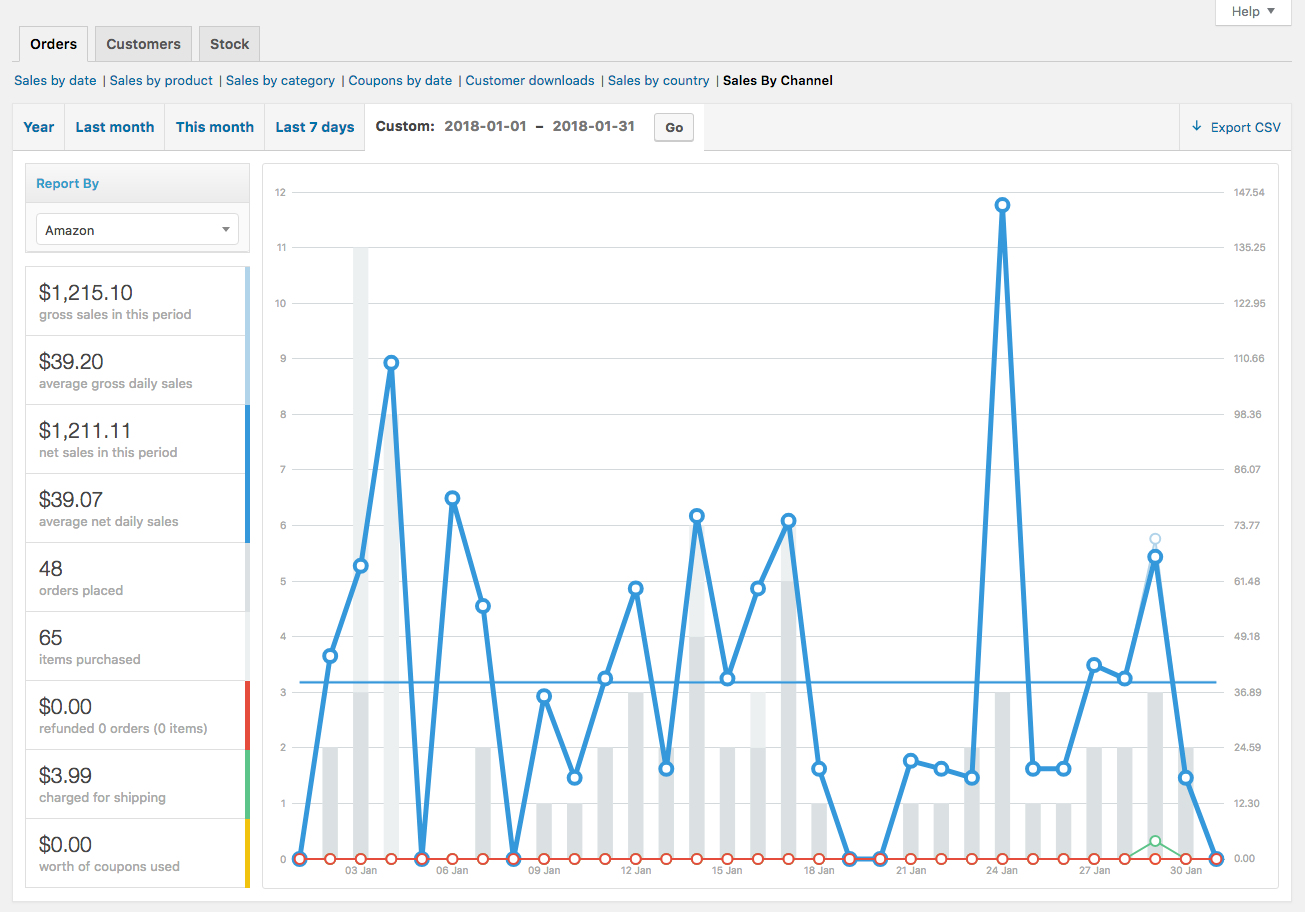 Help
Orders Customers Stock
Sales by date | Sales by product | Sales by category | Coupons by date | Customer downloads | Sales by country | Sales By Channel
Year Last month This month Last 7 days Custom: 2018-01-01 – 2018-01-31 Go Export CSV
Report By
Amazon
$1,215.10
gross sales in this period
$39.20
average gross daily sales
$1,211.11
net sales in this period
$39.07
average net daily sales
48
orders placed
65
items purchased
$0.00
refunded 0 orders (0 items)
$3.99
charged for shipping
$0.00
worth of coupons used
12 147.54
11 135.25
10 122.95
9 110.66
8 98.36
7 86.07
6 73.77
5 61.48
4 49.18
3 36.89
2 24.59
1 12.30
0 0.00
03 Jan 06 Jan 09 Jan 12 Jan 15 Jan 18 Jan 21 Jan 24 Jan 27 Jan 30 Jan